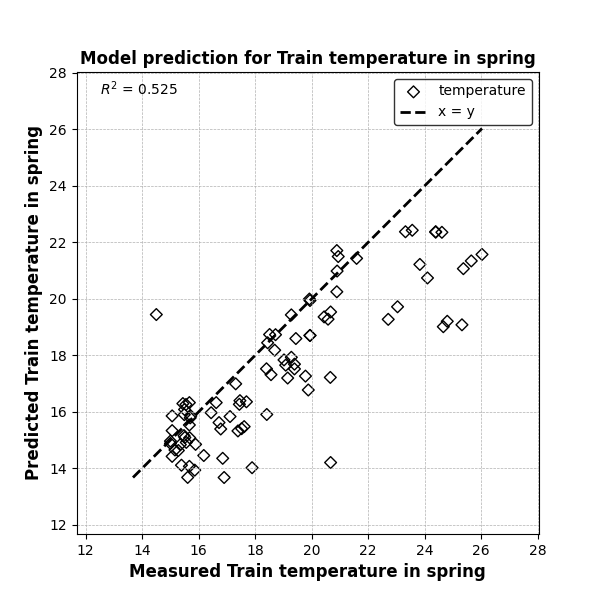 Model prediction for Train temperature in spring
R² = 0.525
temperature
x = y
Predicted Train temperature in spring
28
26
24
22
20
18
16
14
12
12 14 16 18 20 22 24 26 28
Measured Train temperature in spring